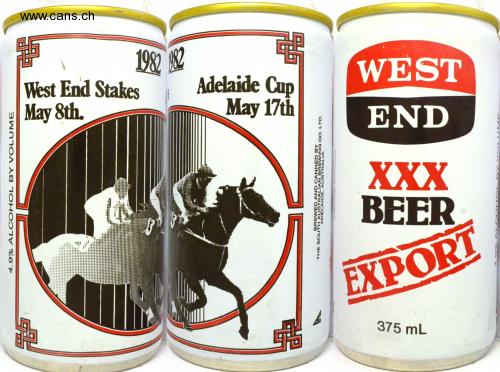 www.cans.ch
1982
West End Stakes
May 8th.
4.9% ALCOHOL BY VOLUME
1982
Adelaide Cup
May 17th
BREWED AND CANNED BY
THE SOUTH AUSTRALIAN BREWING CO. LTD.
ADELAIDE, AUSTRALIA.
WEST
END
XXX
BEER
EXPORT
375 mL